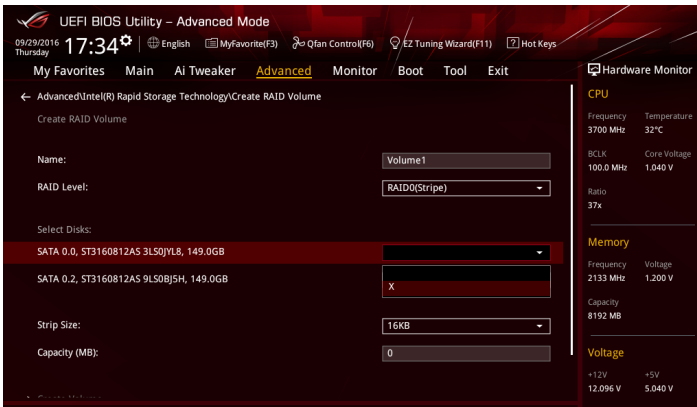 UEFI BIOS Utility – Advanced Mode
09/29/2016 Thursday 17:34 English MyFavorite(F3) Qfan Control(F6) EZ Tuning Wizard(F11) ? Hot Keys
My Favorites Main Ai Tweaker Advanced Monitor Boot Tool Exit
← Advanced\Intel(R) Rapid Storage Technology\Create RAID Volume
Create RAID Volume
Name: Volume1
RAID Level: RAID0(Stripe)
Select Disks:
SATA 0.0, ST3160812AS 3LS0JYL8, 149.0GB
SATA 0.2, ST3160812AS 9LS0BJ5H, 149.0GB
X
Strip Size: 16KB
Capacity (MB): 0
Hardware Monitor
CPU
Frequency Temperature
3700 MHz 32°C
BCLK Core Voltage
100.0 MHz 1.040 V
Ratio
37x
Memory
Frequency Voltage
2133 MHz 1.200 V
Capacity
8192 MB
Voltage
+12V +5V
12.096 V 5.040 V